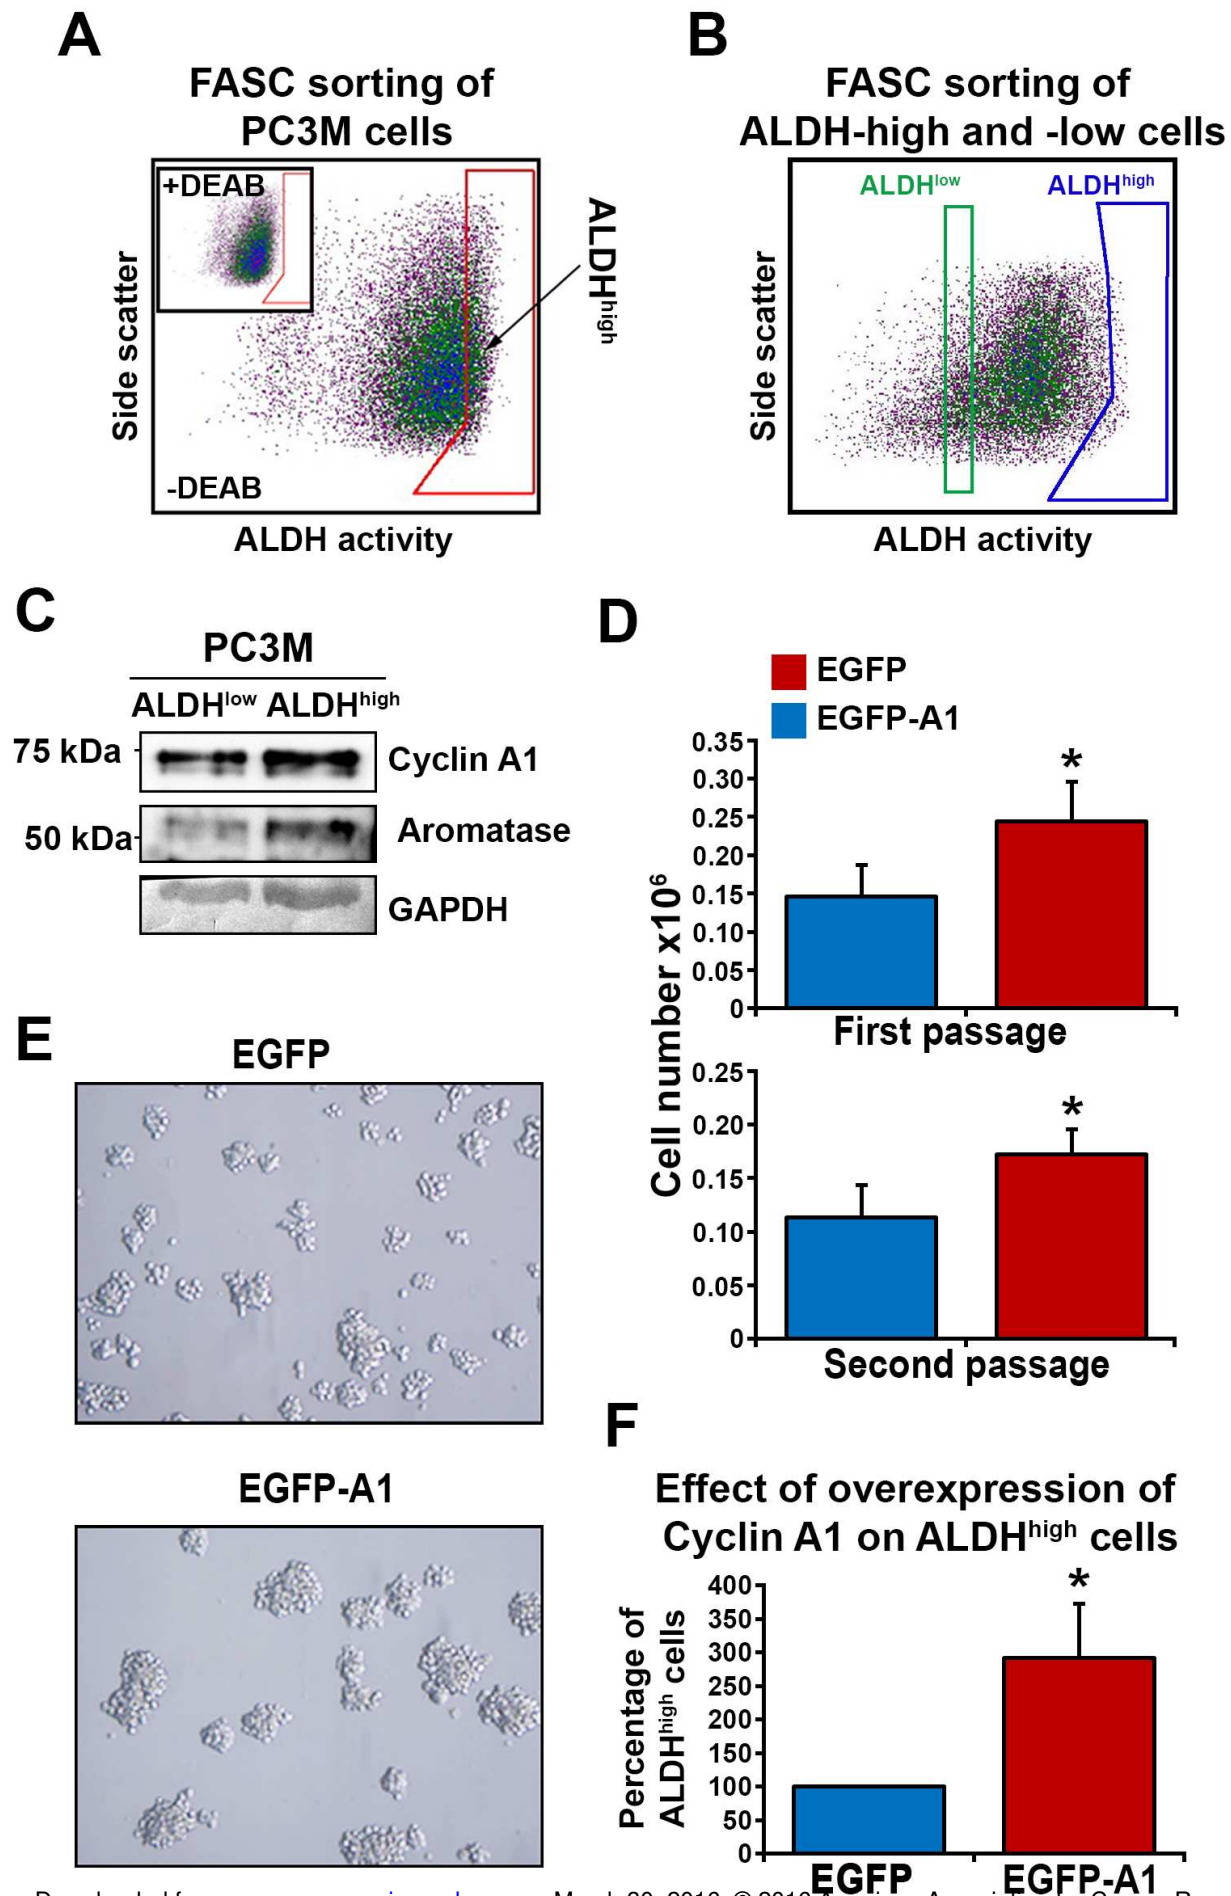 A
FASC sorting of
PC3M cells
+DEAB
-DEAB
Side scatter
ALDH activity
ALDHhigh
B
FASC sorting of
ALDH-high and -low cells
ALDHlow
ALDHhigh
Side scatter
ALDH activity
C
PC3M
ALDHlow ALDHhigh
75 kDa
Cyclin A1
50 kDa
Aromatase
GAPDH
D
EGFP
EGFP-A1
Cell number x106
0.35
*
0.30
0.25
0.20
0.15
0.10
0.05
0
First passage
0.25
*
0.20
0.15
0.10
0.05
0
Second passage
E
EGFP
EGFP-A1
F
Effect of overexpression of
Cyclin A1 on ALDHhigh cells
Percentage of
ALDHhigh cells
400
*
350
300
250
200
150
100
50
0
EGFP
EGFP-A1